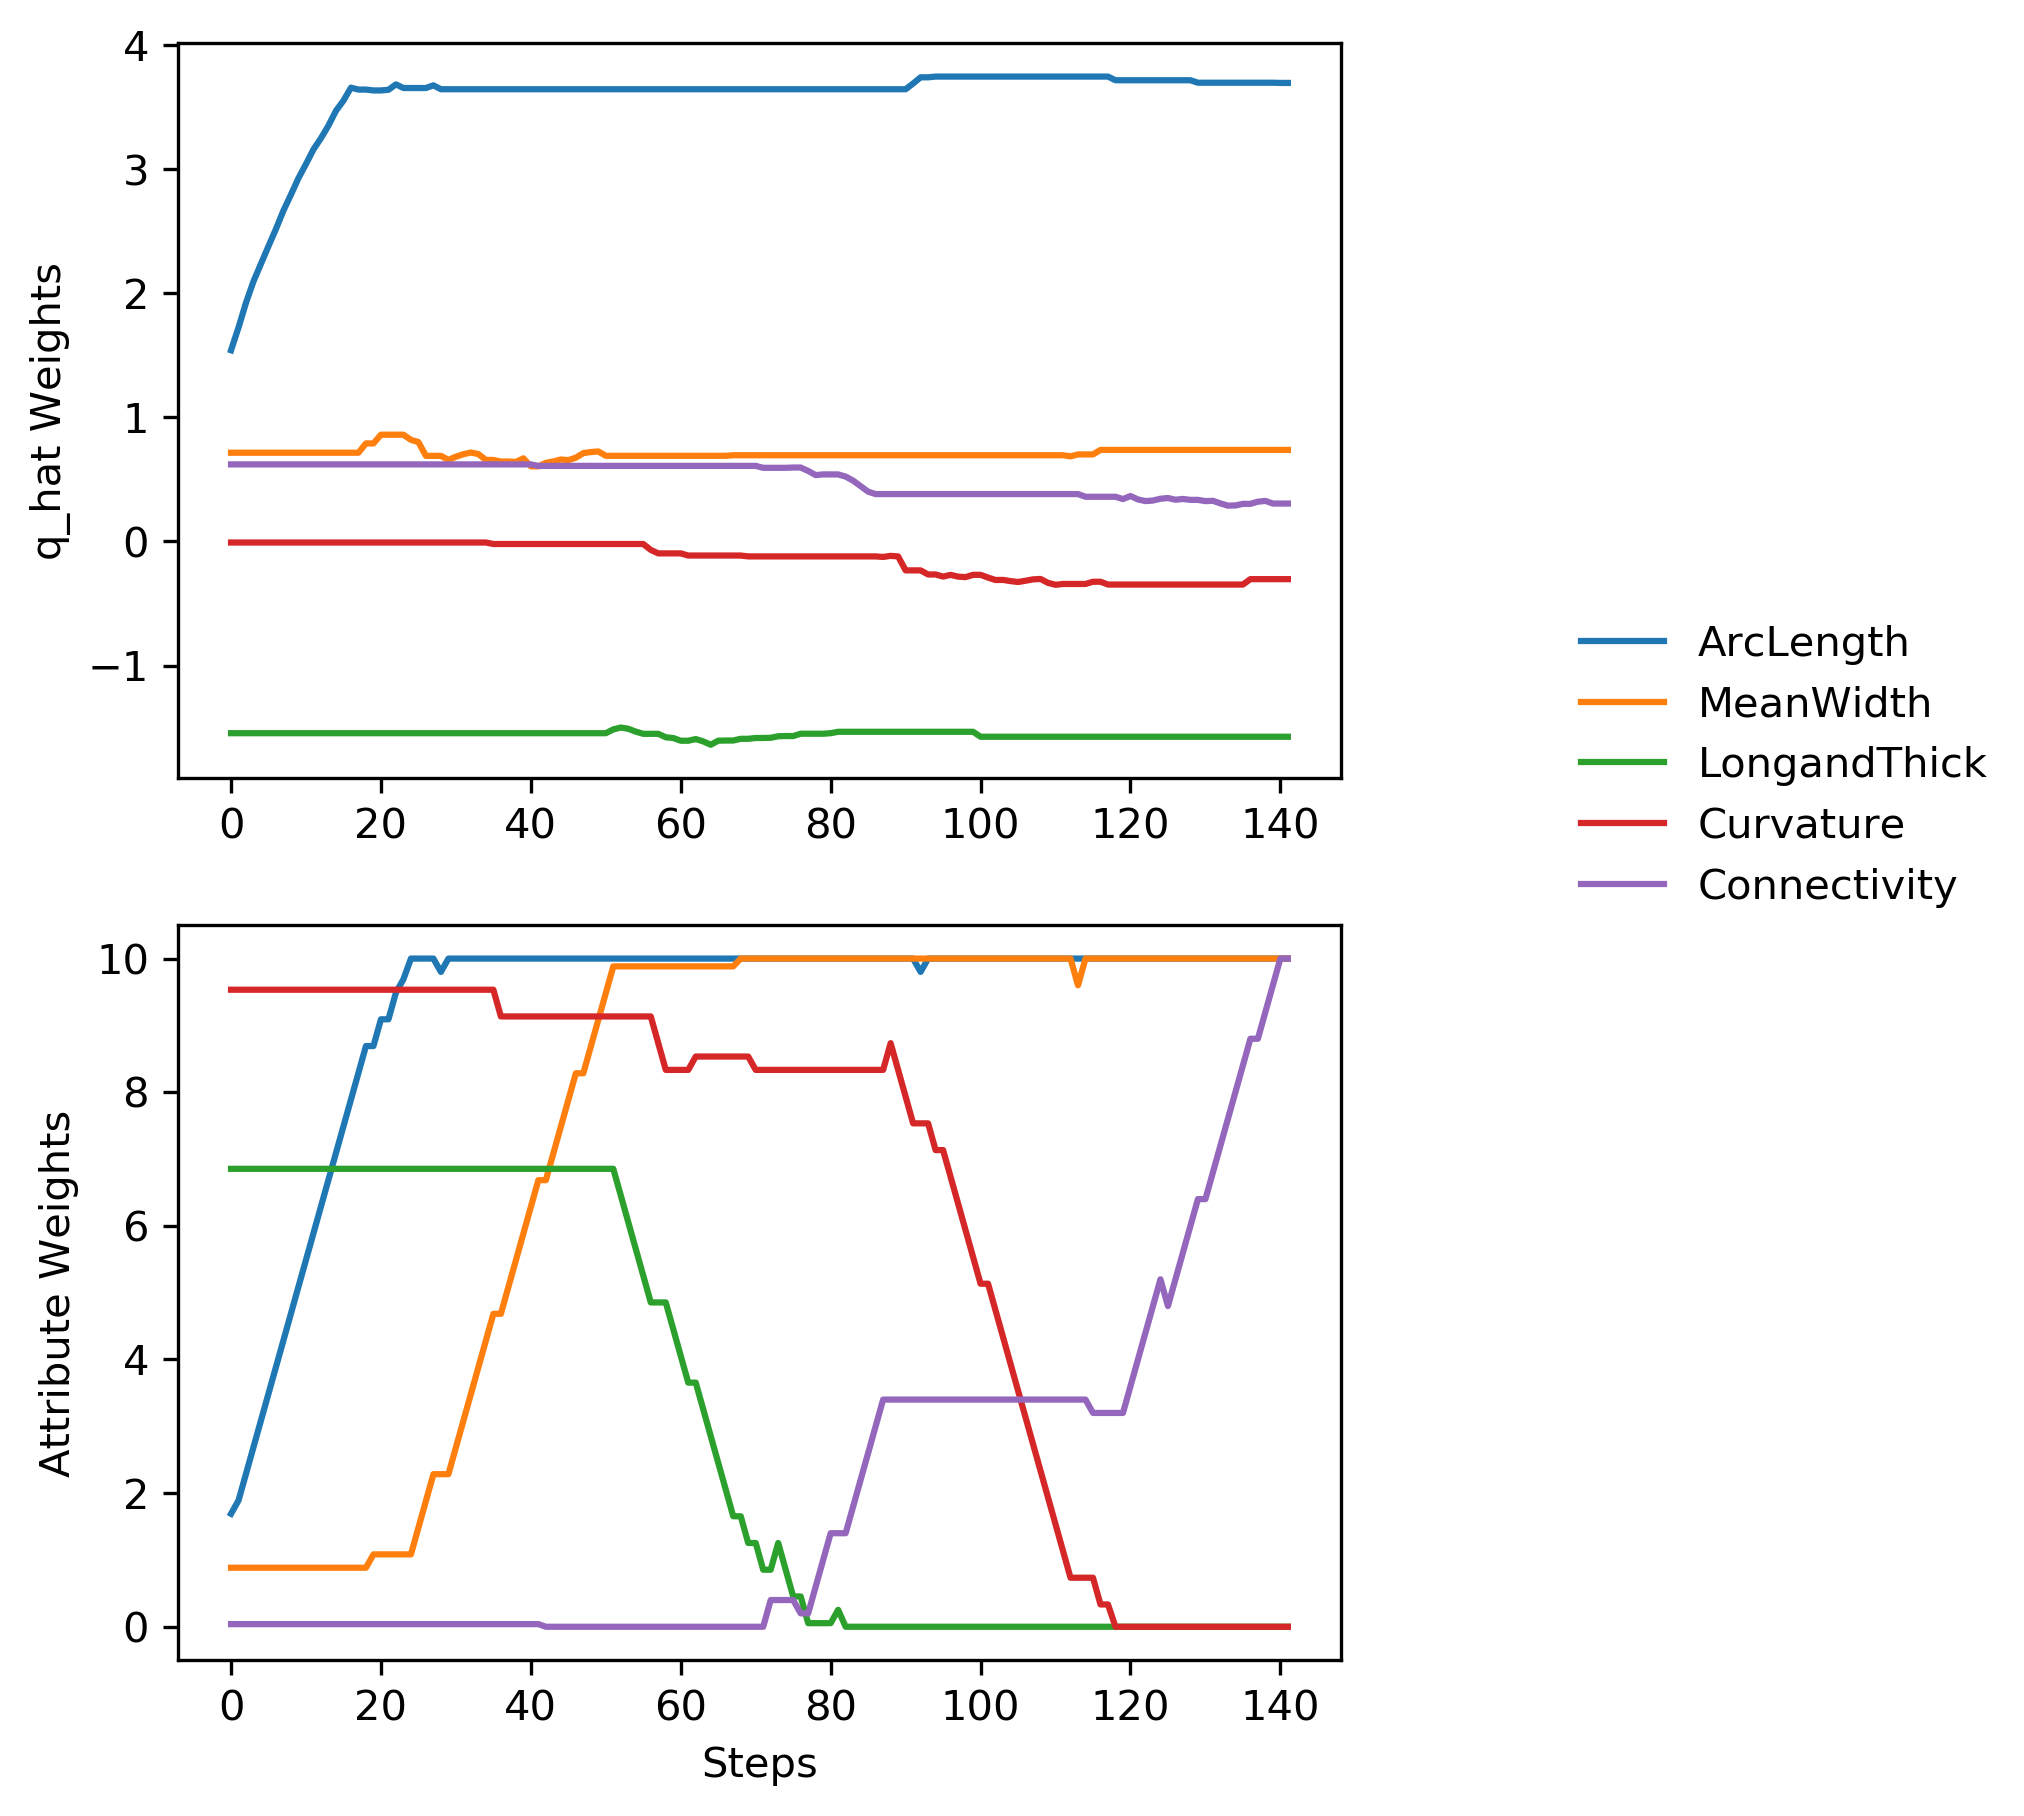 4
3
2
1
0
−1
q_hat Weights
0 20 40 60 80 100 120 140
ArcLength
MeanWidth
LongandThick
Curvature
Connectivity
10
8
6
4
2
0
Attribute Weights
0 20 40 60 80 100 120 140
Steps